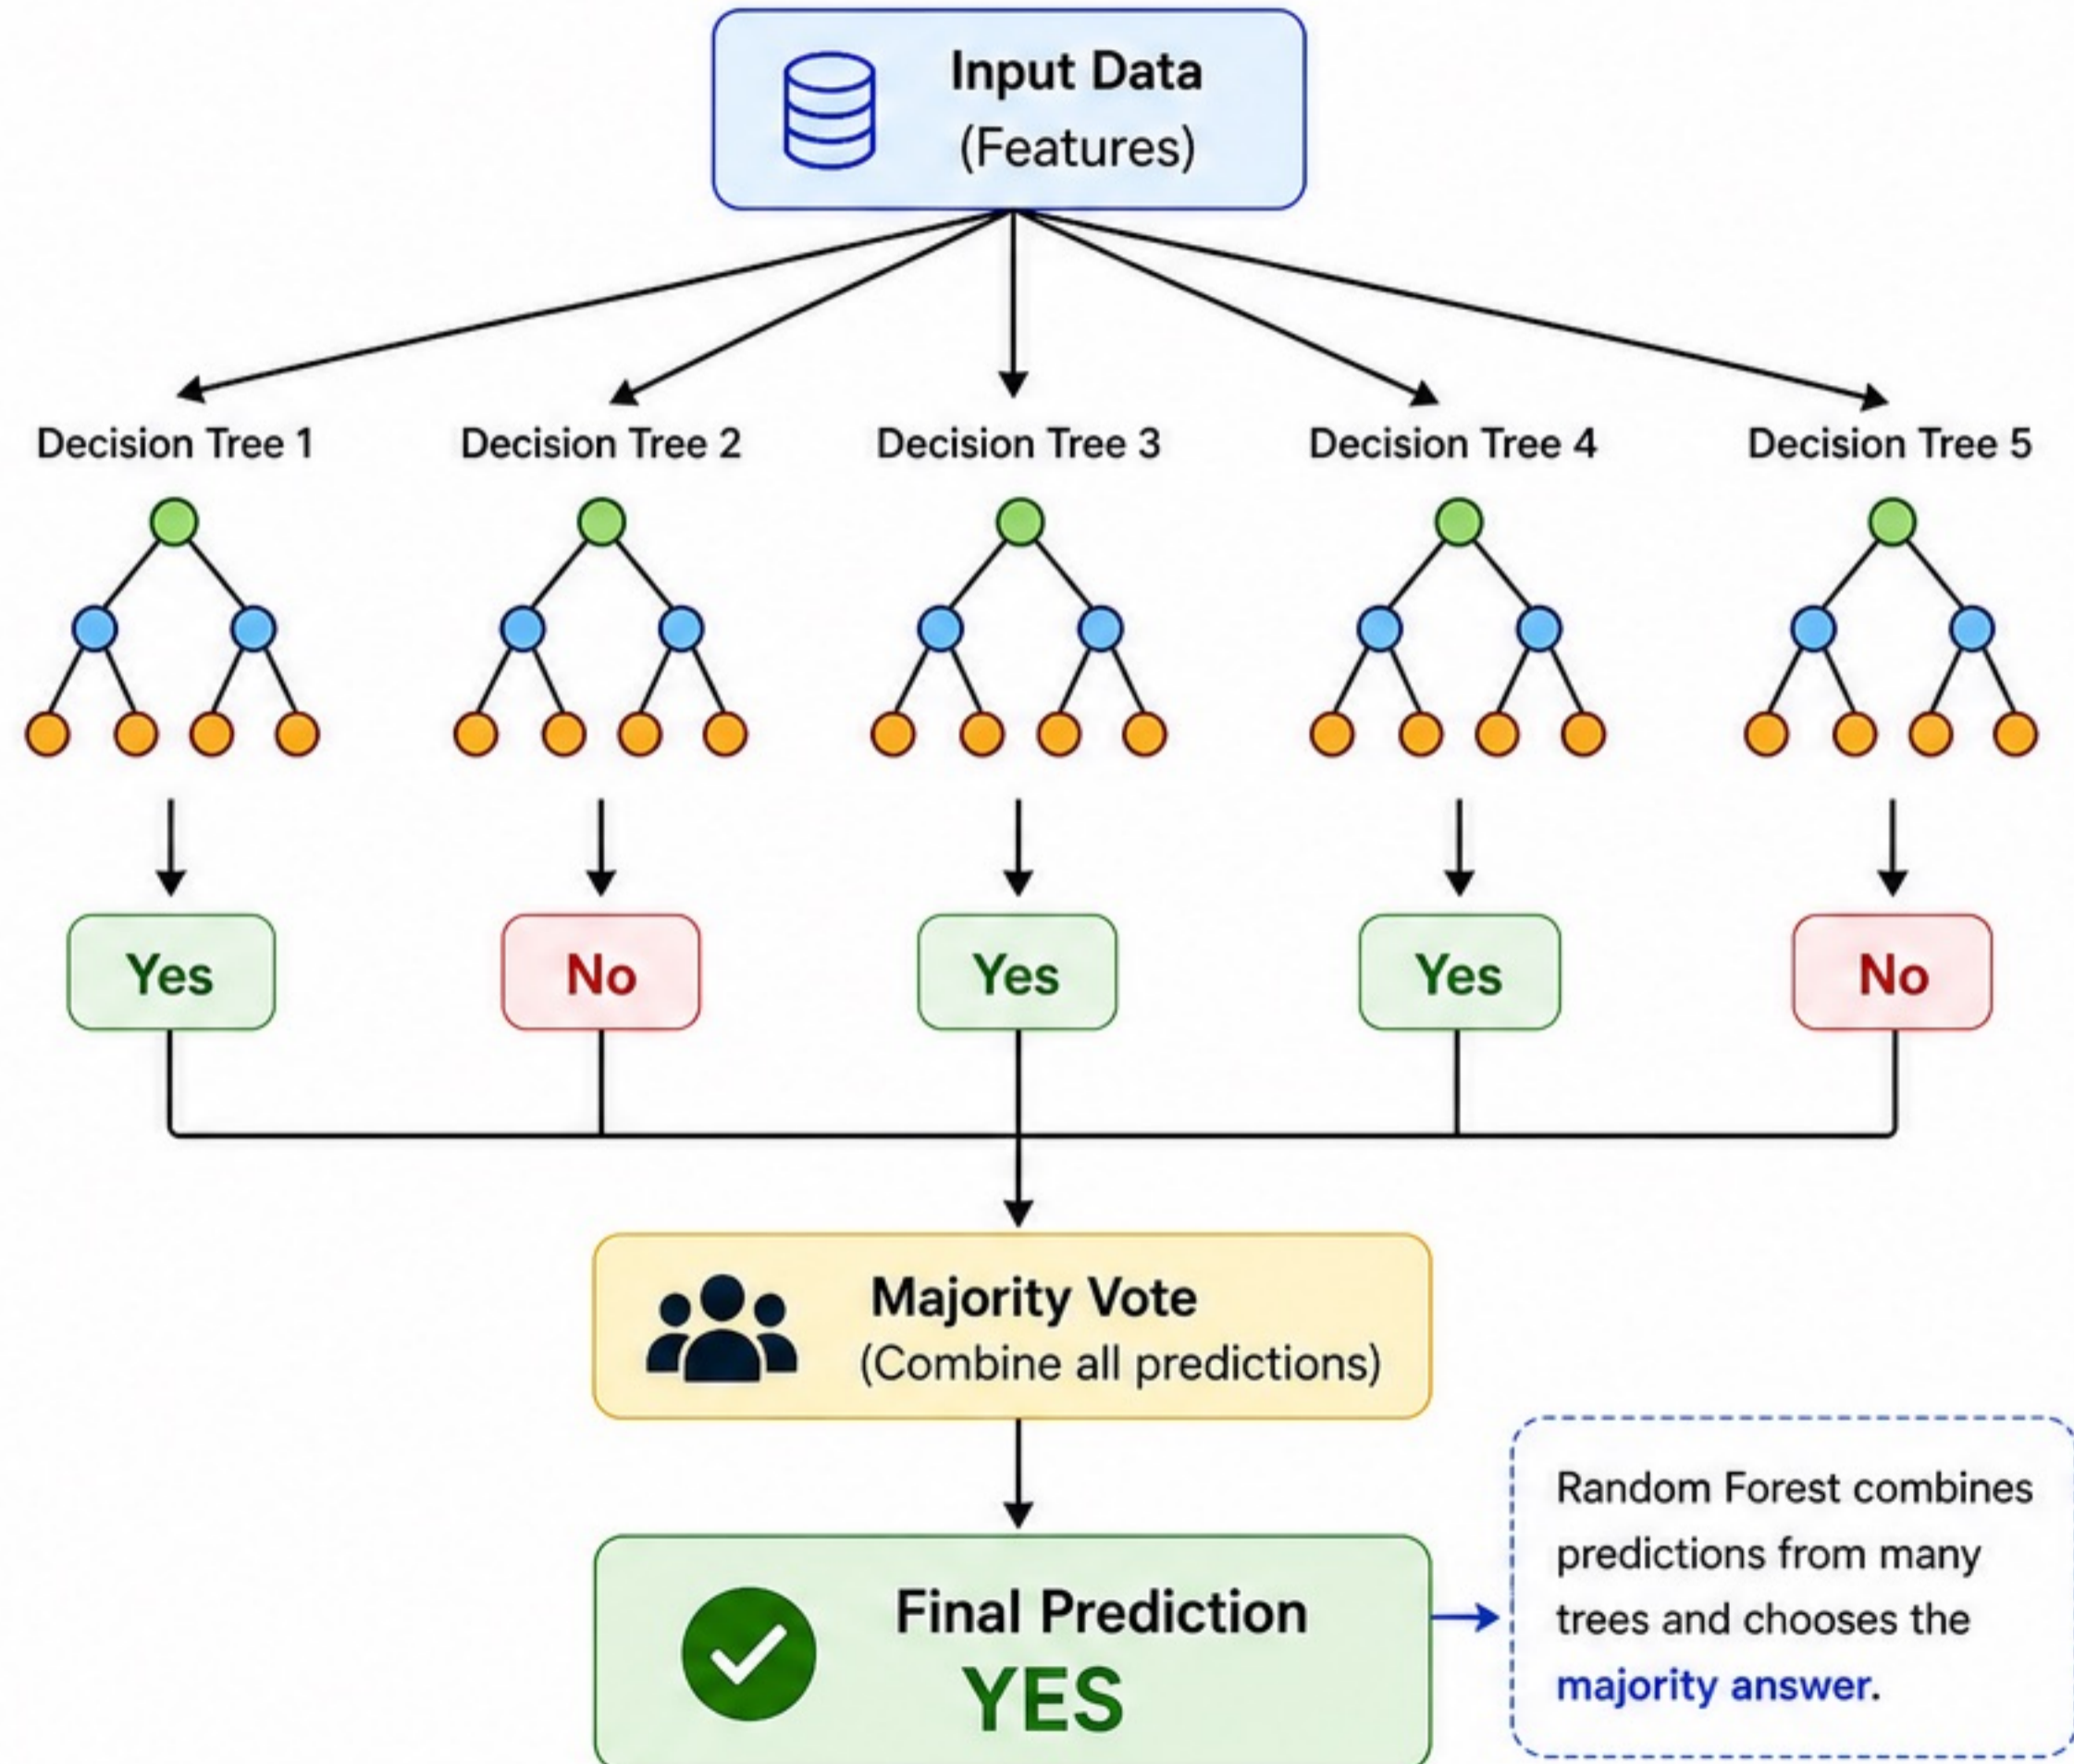 Input Data
(Features)
Decision Tree 1
Decision Tree 2
Decision Tree 3
Decision Tree 4
Decision Tree 5
Yes
No
Yes
Yes
No
Majority Vote
(Combine all predictions)
Final Prediction
YES
Random Forest combines
predictions from many
trees and chooses the
majority answer.